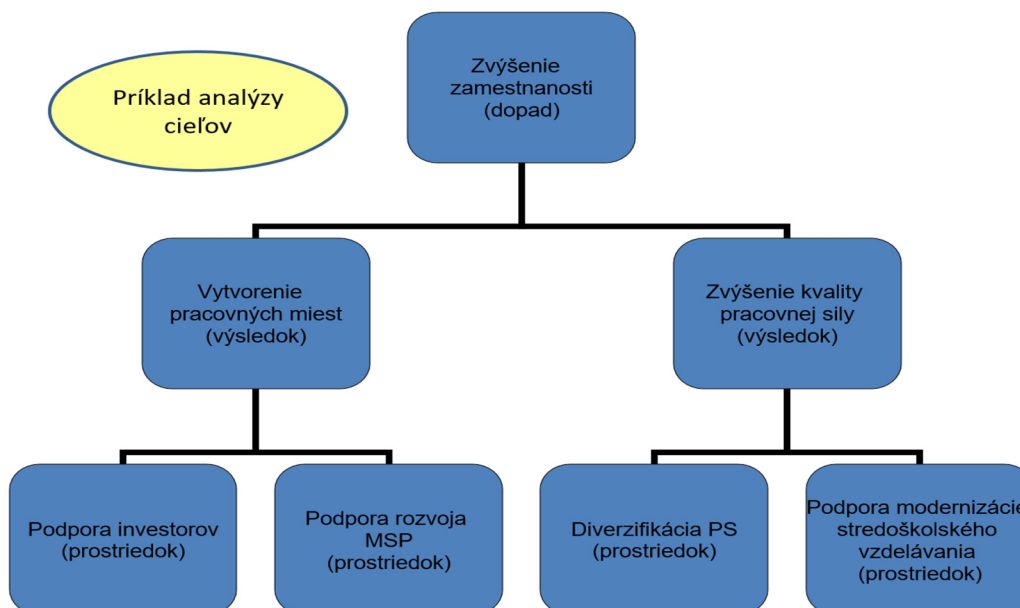 Príklad analýzy
cieľov
Zvýšenie
zamestnanosti
(dopad)
Vytvorenie
pracovných miest
(výsledok)
Zvýšenie kvality
pracovnej sily
(výsledok)
Podpora investorov
(prostriedok)
Podpora rozvoja
MSP
(prostriedok)
Diverzifikácia PS
(prostriedok)
Podpora modernizácie
stredoškolského
vzdelávania
(prostriedok)